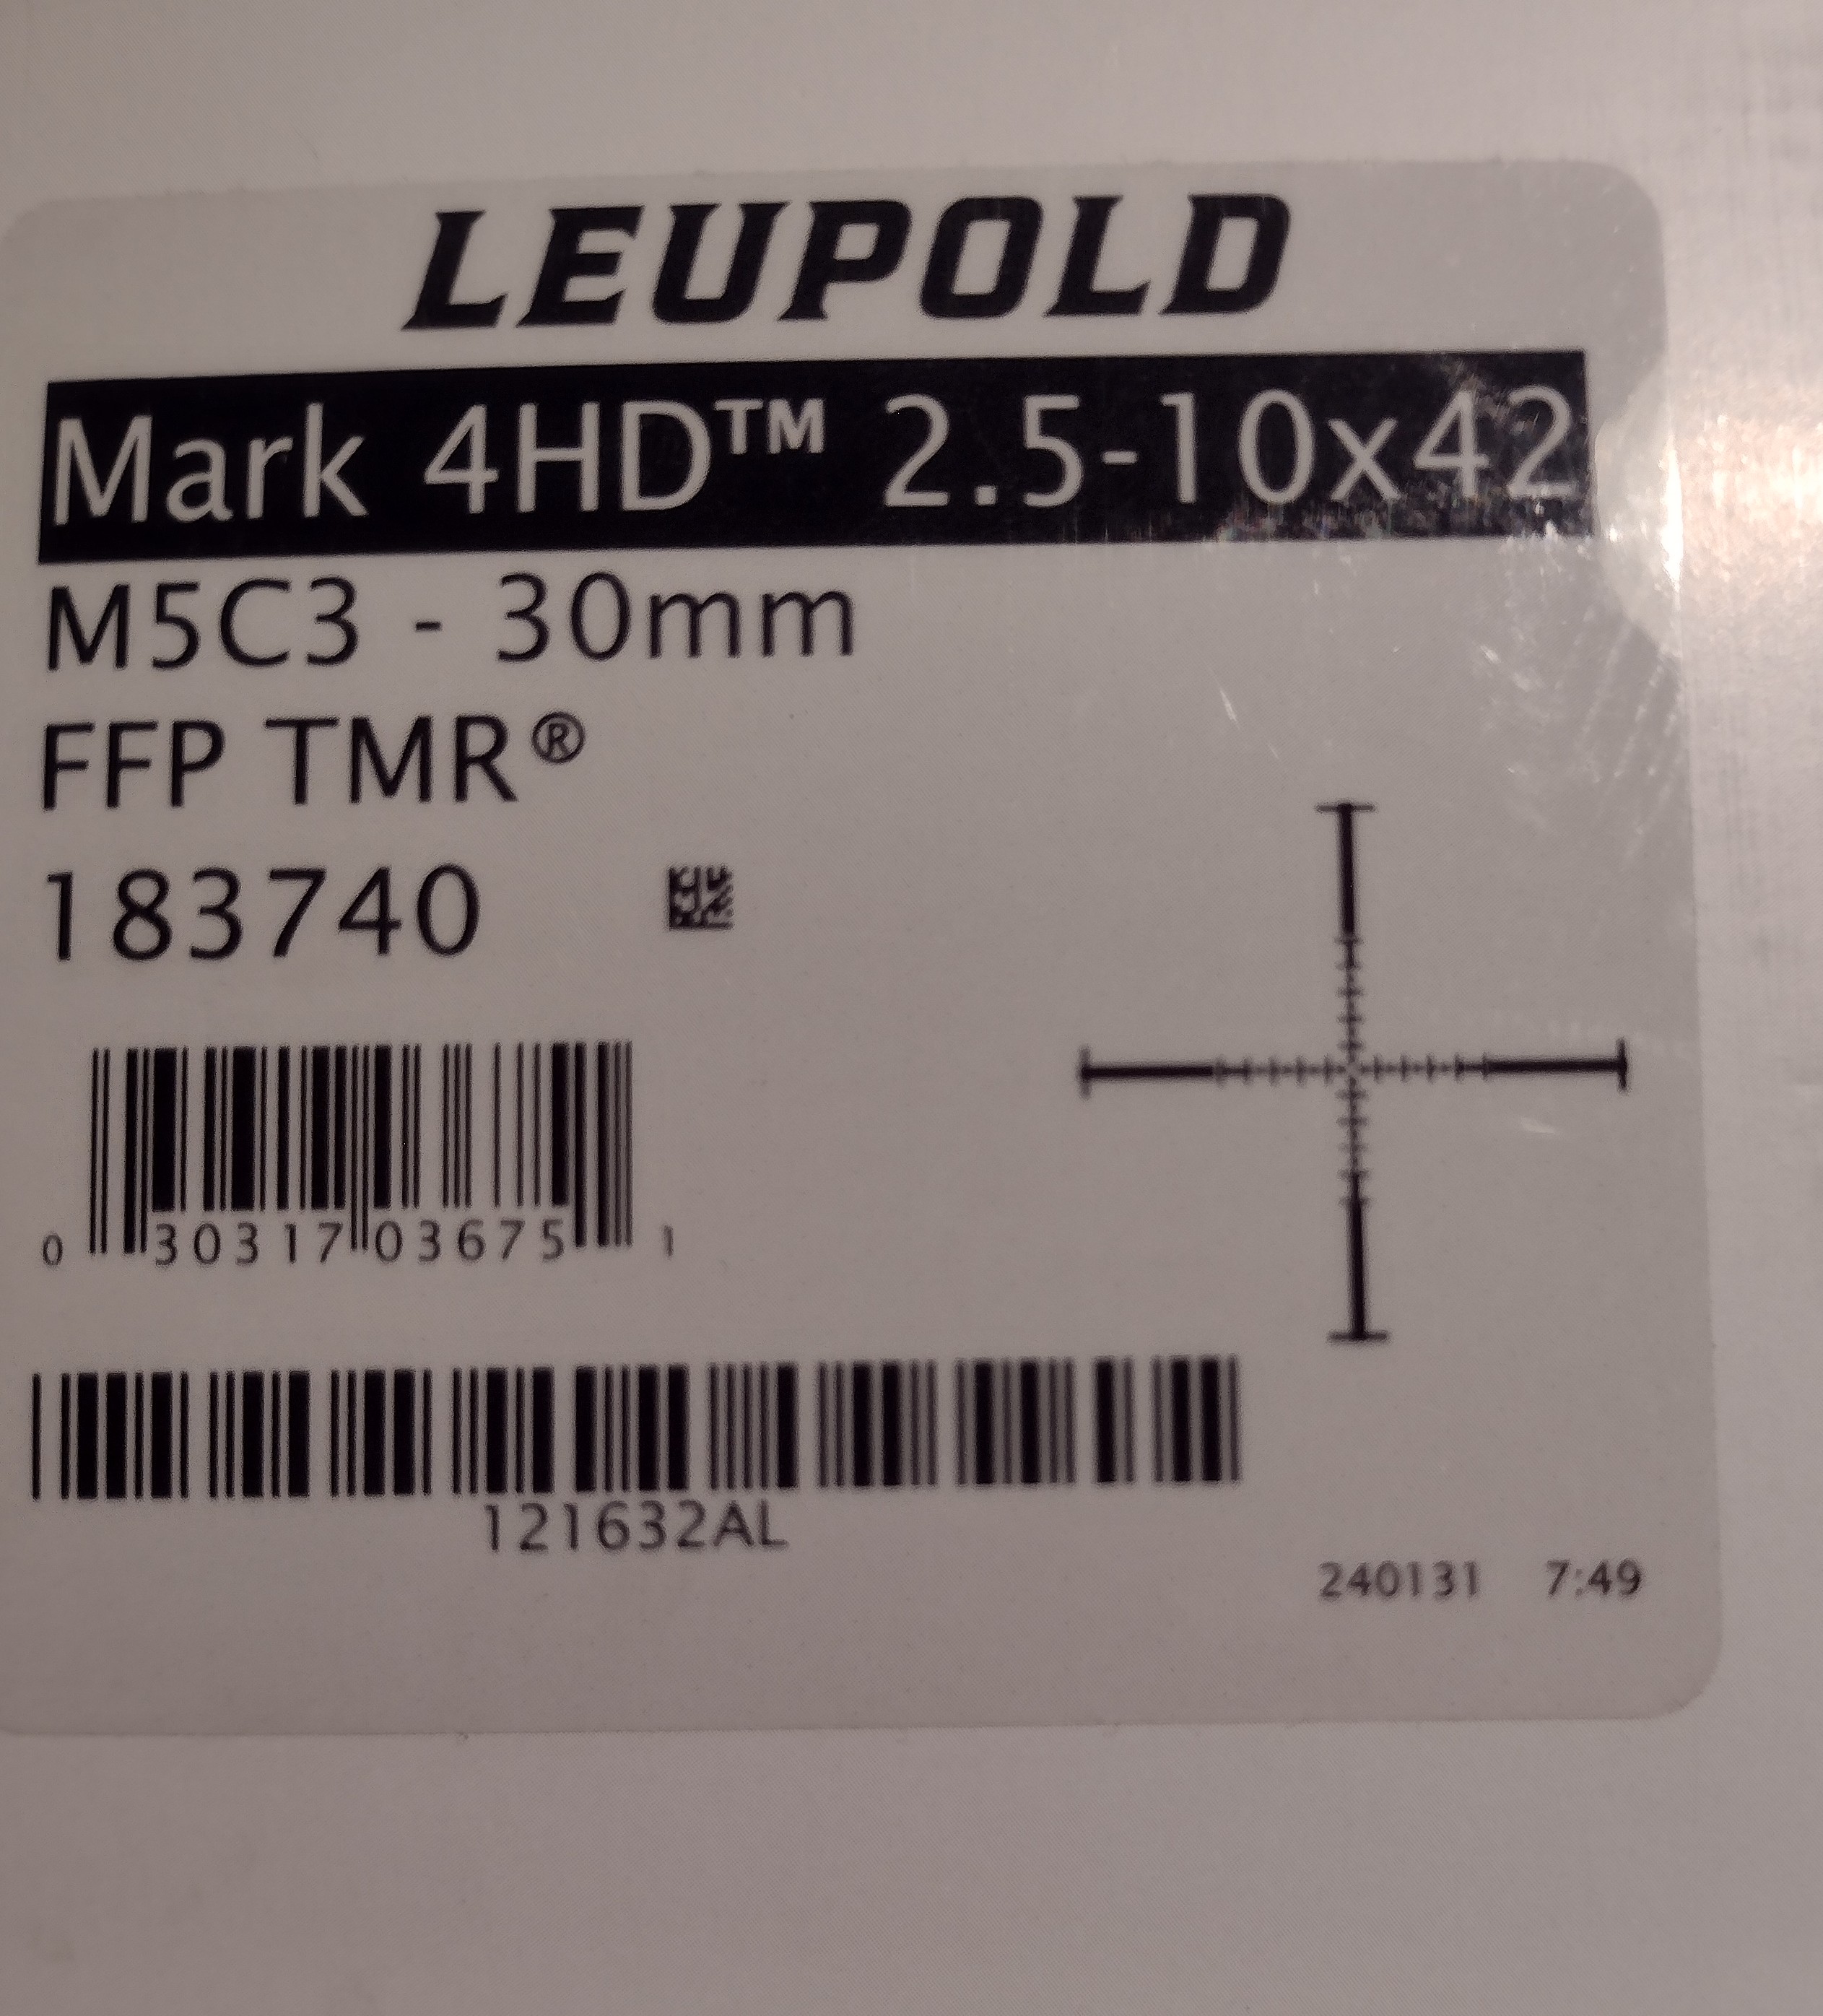 LEUPOLD
Mark 4HD™ 2.5-10x42
M5C3 - 30mm
FFP TMR®
183740
0 30317 03675 1
121632AL
240131 7:49